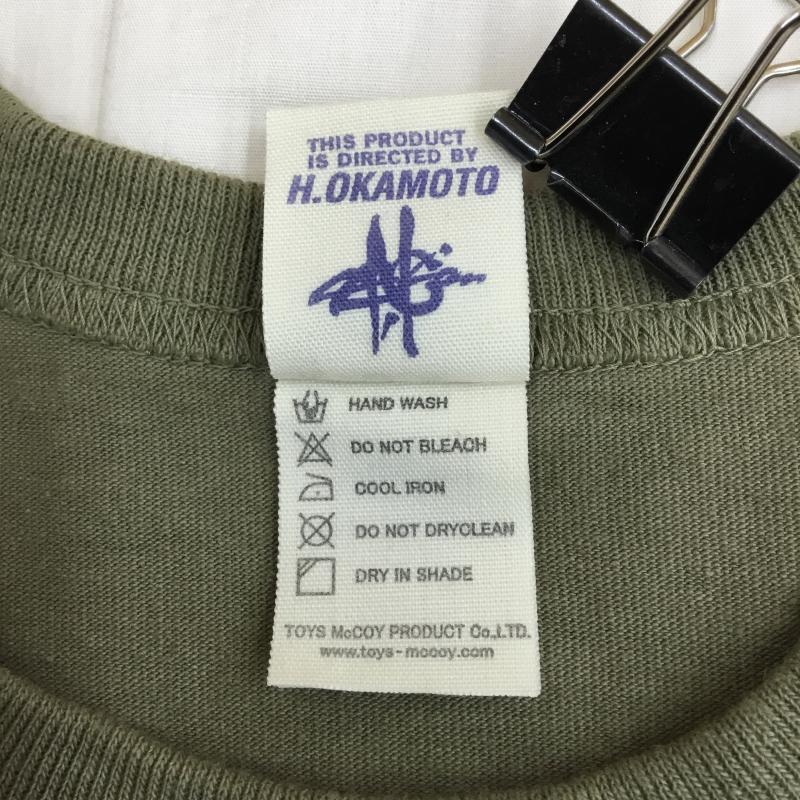 THIS PRODUCT
IS DIRECTED BY
H.OKAMOTO
HAND WASH
DO NOT BLEACH
COOL IRON
DO NOT DRYCLEAN
DRY IN SHADE
TOYS McCOY PRODUCT Co.,LTD.
www.toys-mccoy.com